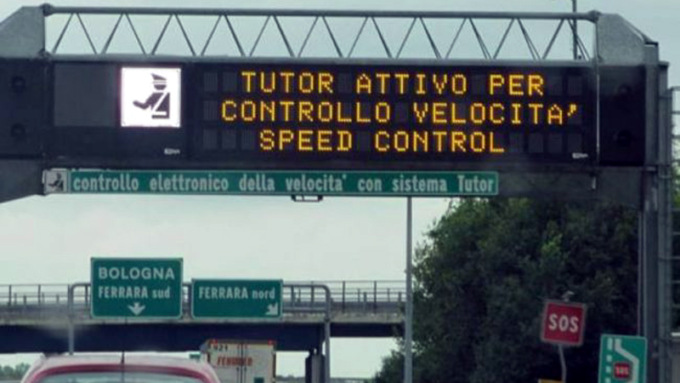 TUTOR ATTIVO PER
CONTROLLO VELOCITA'
SPEED CONTROL
controllo elettronico della velocita' con sistema Tutor
BOLOGNA
FERRARA sud
FERRARA nord
SOS
SOS